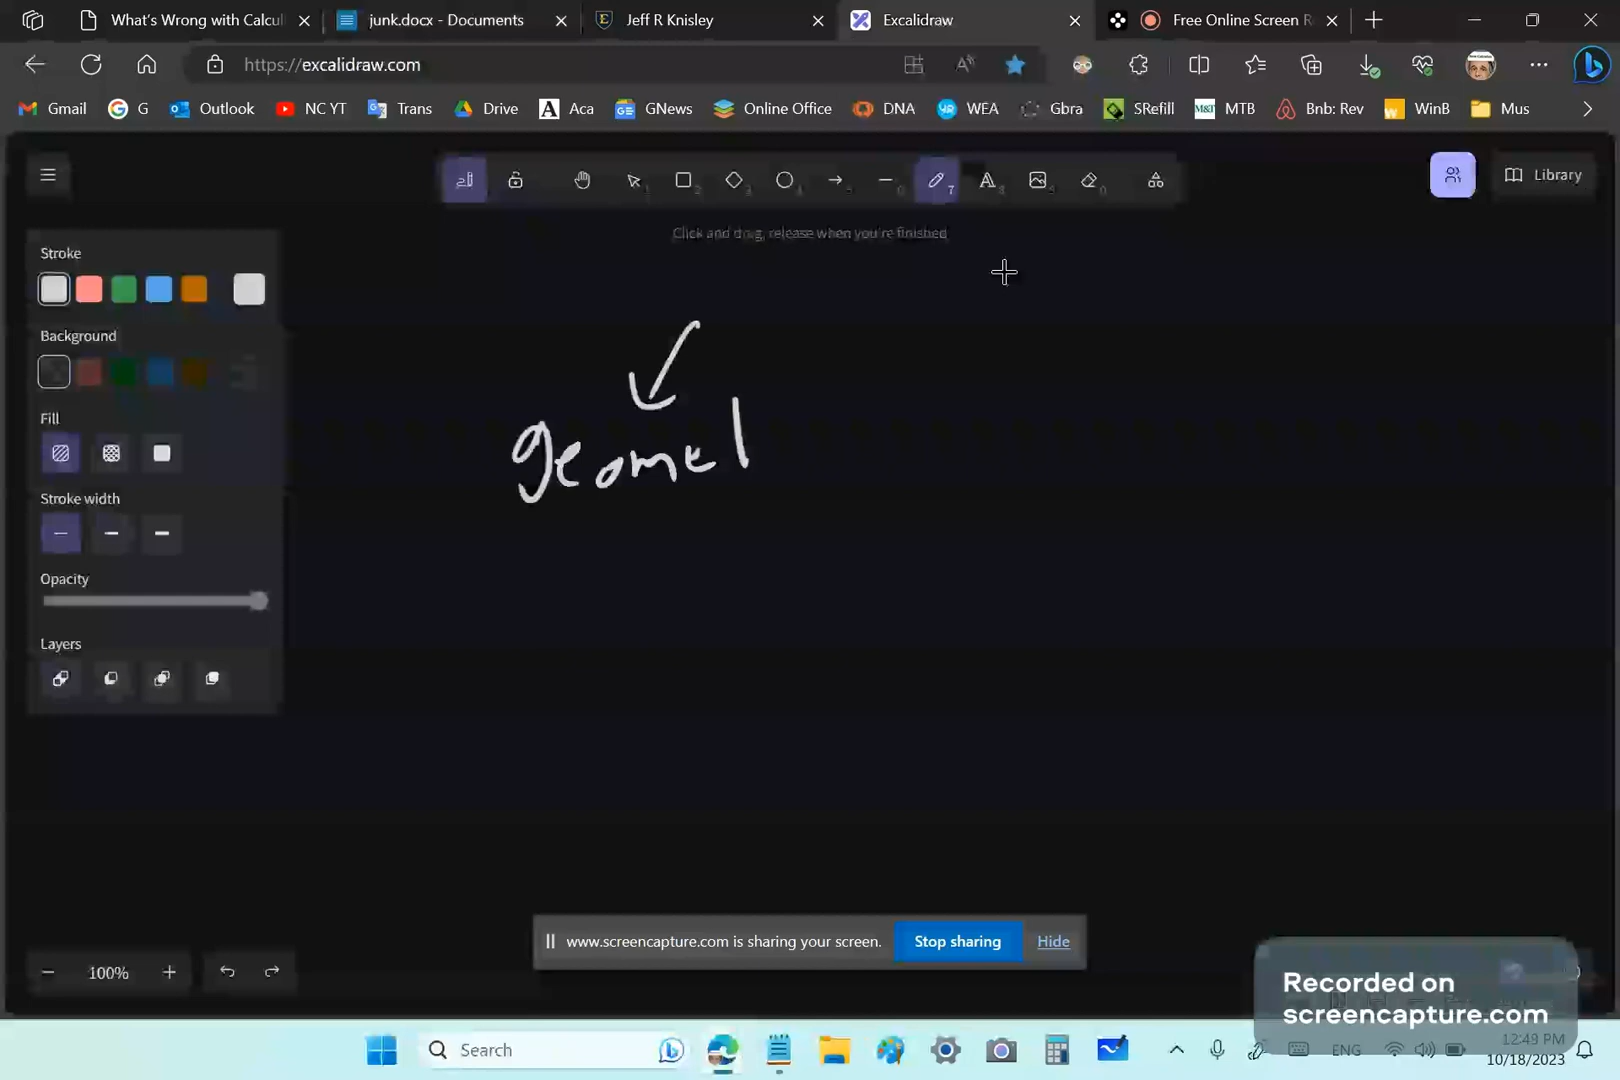 What's Wrong with Calcul
junk.docx - Documents
Jeff R Knisley
Excalidraw
Free Online Screen R
https://excalidraw.com
Gmail
G
Outlook
NC YT
Trans
Drive
Aca
GNews
Online Office
DNA
WEA
Gbra
SRefill
M&T MTB
Bnb: Rev
WinB
Mus
Library
Click and drag, release when you're finished
Stroke
Background
Fill
Stroke width
Opacity
Layers
geomel
www.screencapture.com is sharing your screen.
Stop sharing
Hide
100%
Recorded on
screencapture.com
Search
ENG
12:49 PM
10/18/2023